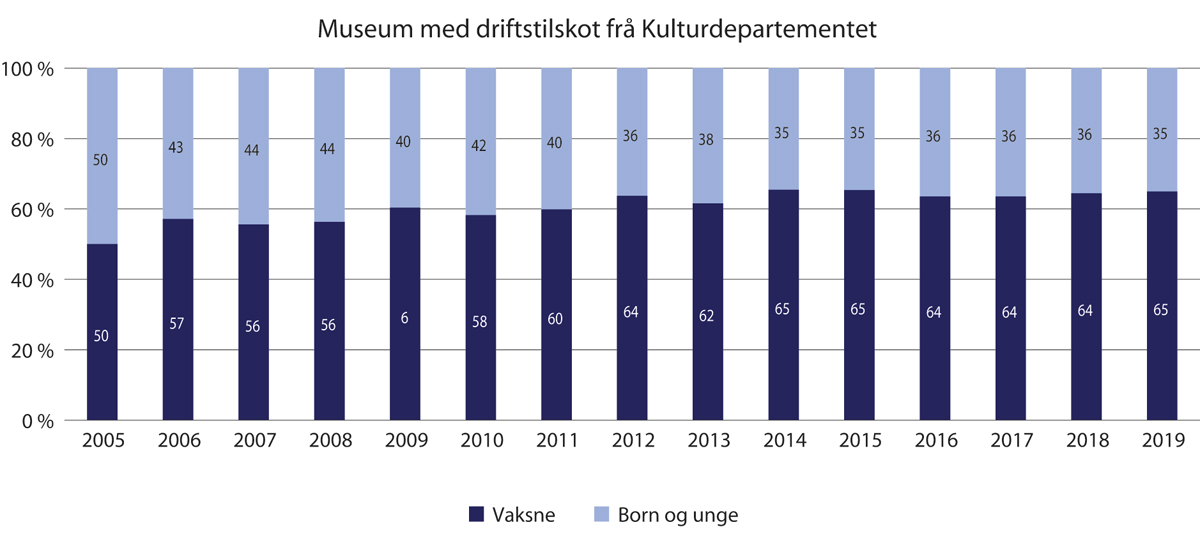 Museum med driftstilskot frå Kulturdepartementet
100 %
80 %
60 %
40 %
20 %
0 %
50 43 44 44 40 42 40 36 38 35 35 36 36 36 35
50 57 56 56 6 58 60 64 62 65 65 64 64 64 65
2005 2006 2007 2008 2009 2010 2011 2012 2013 2014 2015 2016 2017 2018 2019
Vaksne Born og unge